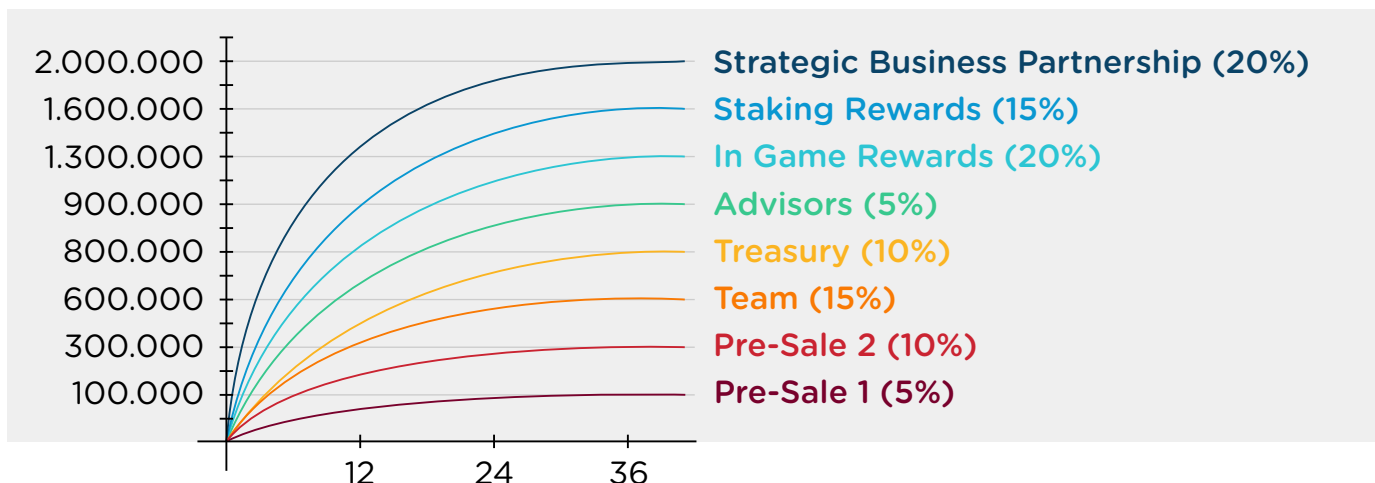 2.000.000 Strategic Business Partnership (20%)
1.600.000 Staking Rewards (15%)
1.300.000 In Game Rewards (20%)
900.000 Advisors (5%)
800.000 Treasury (10%)
600.000 Team (15%)
300.000 Pre-Sale 2 (10%)
100.000 Pre-Sale 1 (5%)
12 24 36